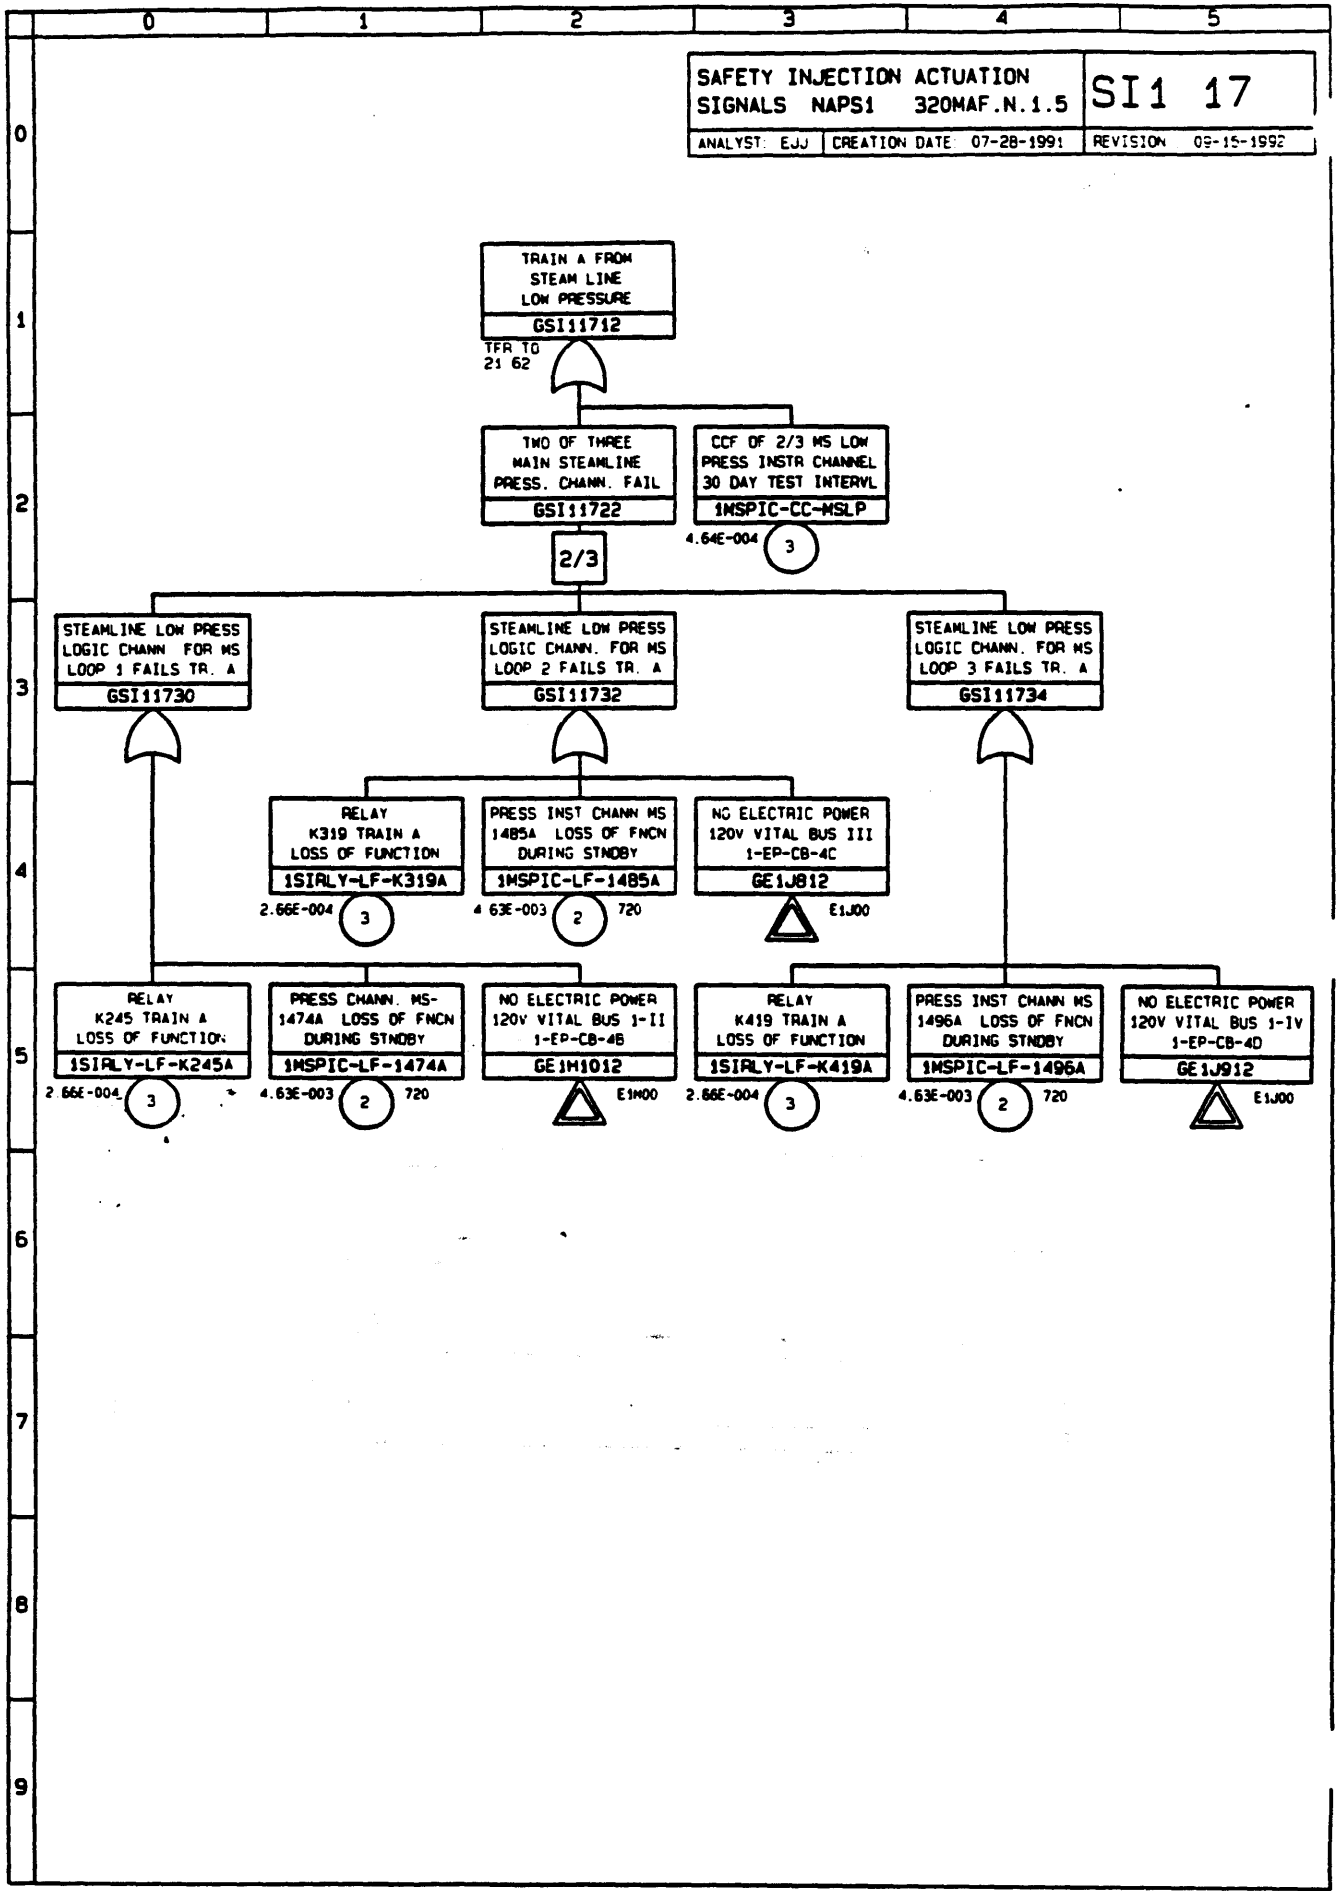 0 1 2 3 4 5
SAFETY INJECTION ACTUATION
SIGNALS NAPS1 320MAF.N.1.5
SI1 17
ANALYST: EJJ CREATION DATE: 07-28-1991 REVISION 09-15-1992
0
TRAIN A FROM
STEAM LINE
LOW PRESSURE
GSI11712
TFR TO
21 62
1
TWO OF THREE
MAIN STEAMLINE
PRESS. CHANN. FAIL
GSI11722
2/3
CCF OF 2/3 MS LOW
PRESS INSTR CHANNEL
30 DAY TEST INTERVL
1MSPIC-CC-MSLP
4.64E-004 3
2
STEAMLINE LOW PRESS
LOGIC CHANN FOR MS
LOOP 1 FAILS TR. A
GSI11730
STEAMLINE LOW PRESS
LOGIC CHANN. FOR MS
LOOP 2 FAILS TR. A
GSI11732
STEAMLINE LOW PRESS
LOGIC CHANN. FOR MS
LOOP 3 FAILS TR. A
GSI11734
3
RELAY
K319 TRAIN A
LOSS OF FUNCTION
1SIRLY-LF-K319A
2.66E-004 3
PRESS INST CHANN MS
1485A LOSS OF FNCN
DURING STNDBY
1MSPIC-LF-1485A
4 63E-003 2 720
NO ELECTRIC POWER
120V VITAL BUS III
1-EP-CB-4C
GE1J812
E1J00
4
RELAY
K245 TRAIN A
LOSS OF FUNCTION
1SIRLY-LF-K245A
2.66E-004 3
PRESS CHANN. MS-
1474A LOSS OF FNCN
DURING STNDBY
1MSPIC-LF-1474A
4.63E-003 2 720
NO ELECTRIC POWER
120V VITAL BUS 1-II
1-EP-CB-4B
GE1H1012
E1H00
RELAY
K419 TRAIN A
LOSS OF FUNCTION
1SIRLY-LF-K419A
2.66E-004 3
PRESS INST CHANN MS
1496A LOSS OF FNCN
DURING STNDBY
1MSPIC-LF-1496A
4.63E-003 2 720
NO ELECTRIC POWER
120V VITAL BUS 1-IV
1-EP-CB-4D
GE1J912
E1J00
5
6
7
8
9